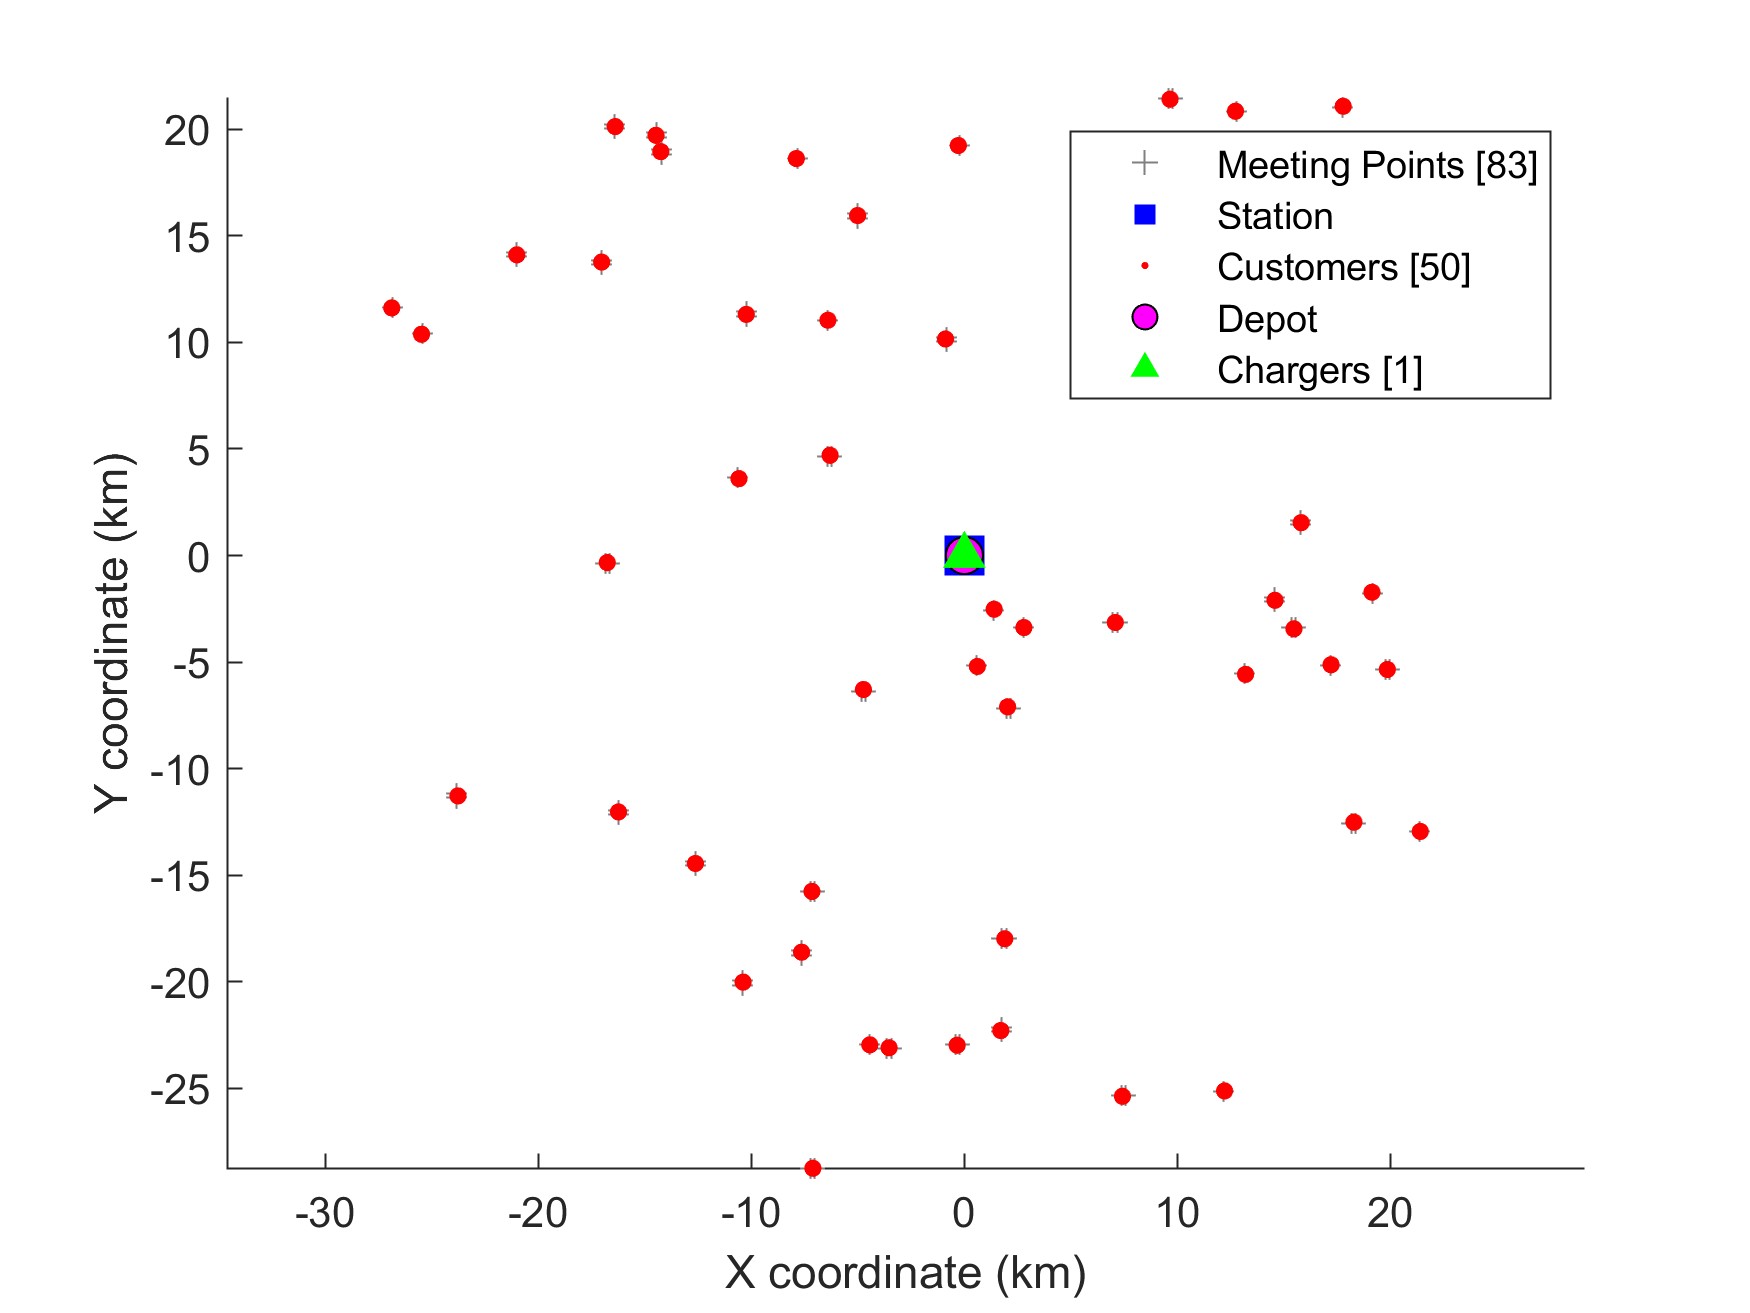 20
15
10
5
0
-5
-10
-15
-20
-25
Y coordinate (km)
Meeting Points [83]
Station
Customers [50]
Depot
Chargers [1]
-30 -20 -10 0 10 20
X coordinate (km)